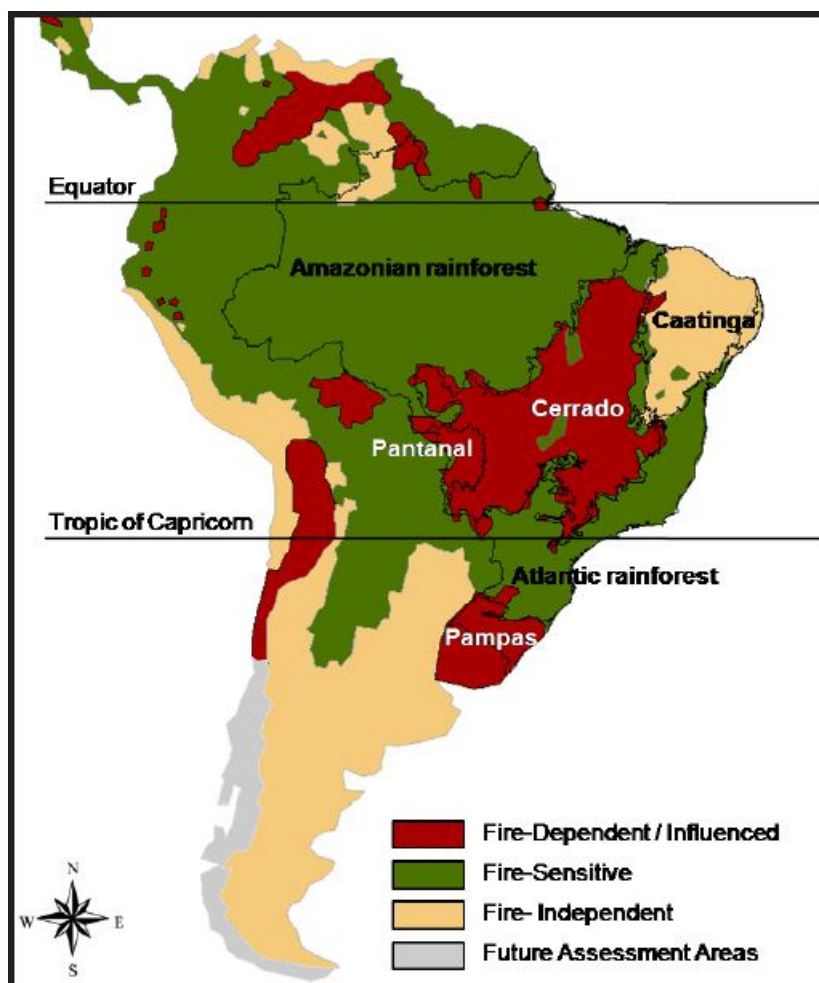 Equator
Amazonian rainforest
Caatinga
Cerrado
Pantanal
Tropic of Capricorn
Atlantic rainforest
Pampas
Fire-Dependent / Influenced
Fire-Sensitive
Fire- Independent
Future Assessment Areas
N
W E
S